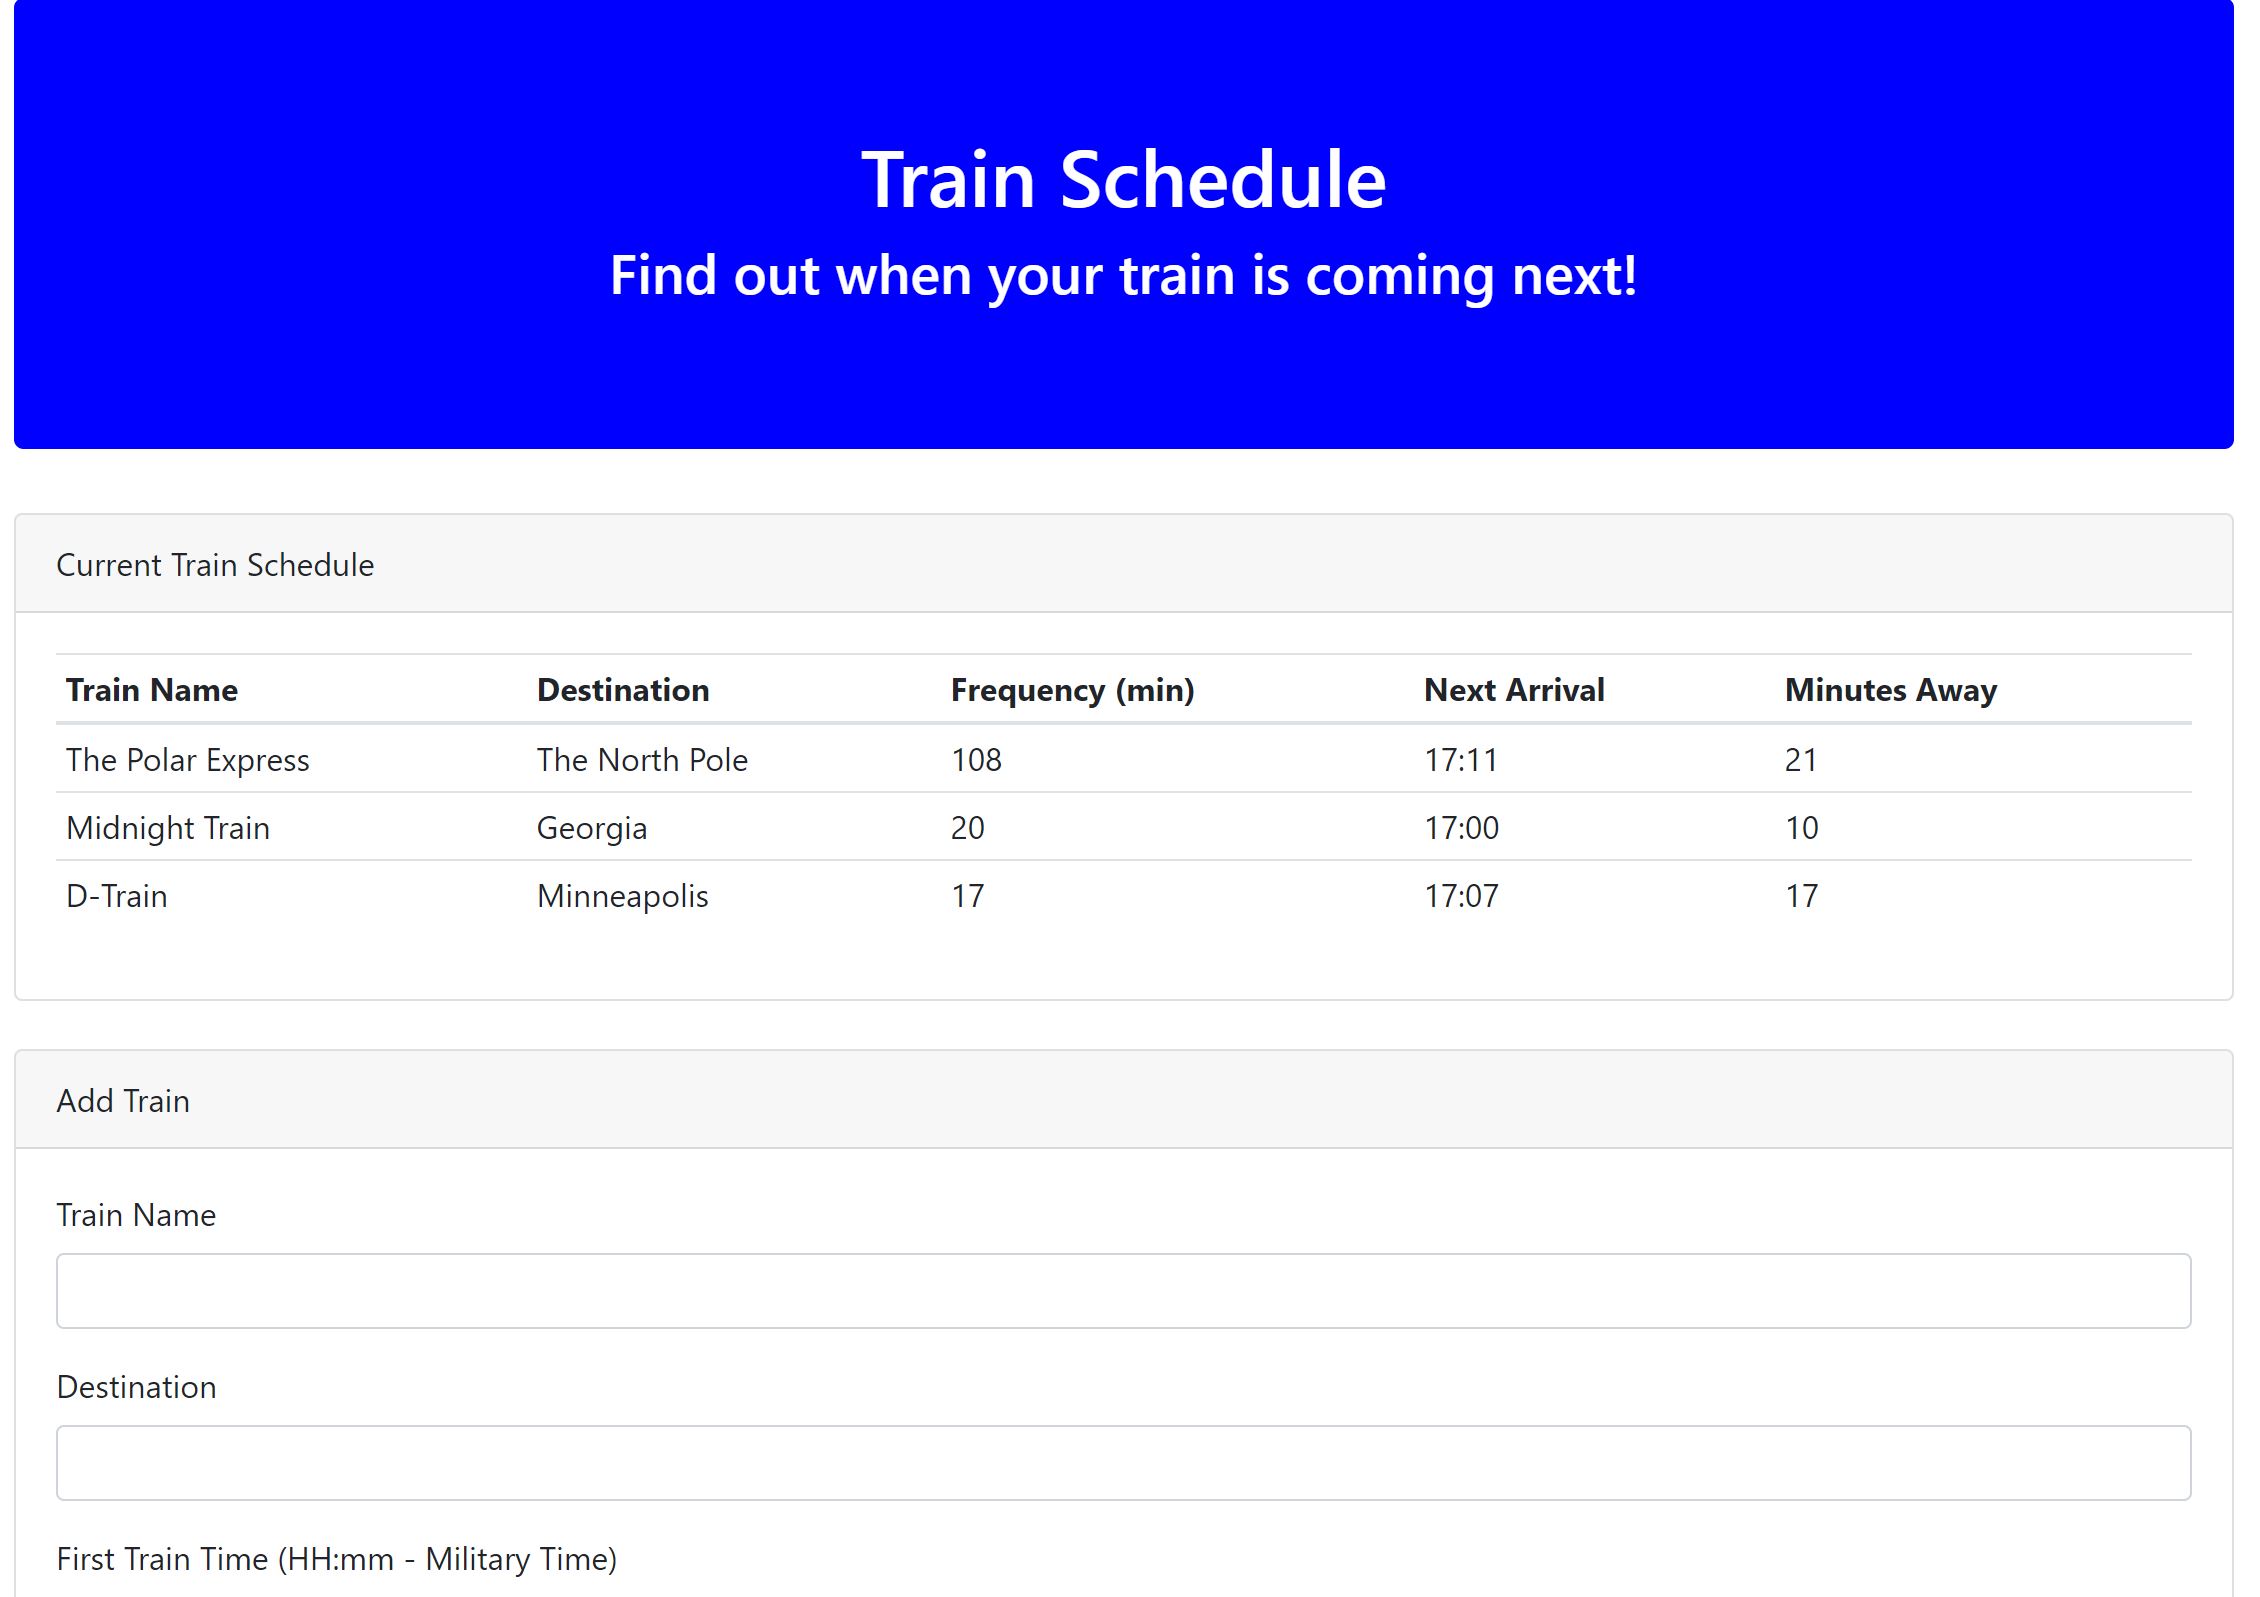 Train Schedule
Find out when your train is coming next!
Current Train Schedule
Train Name Destination Frequency (min) Next Arrival Minutes Away
The Polar Express The North Pole 108 17:11 21
Midnight Train Georgia 20 17:00 10
D-Train Minneapolis 17 17:07 17
Add Train
Train Name
Destination
First Train Time (HH:mm - Military Time)